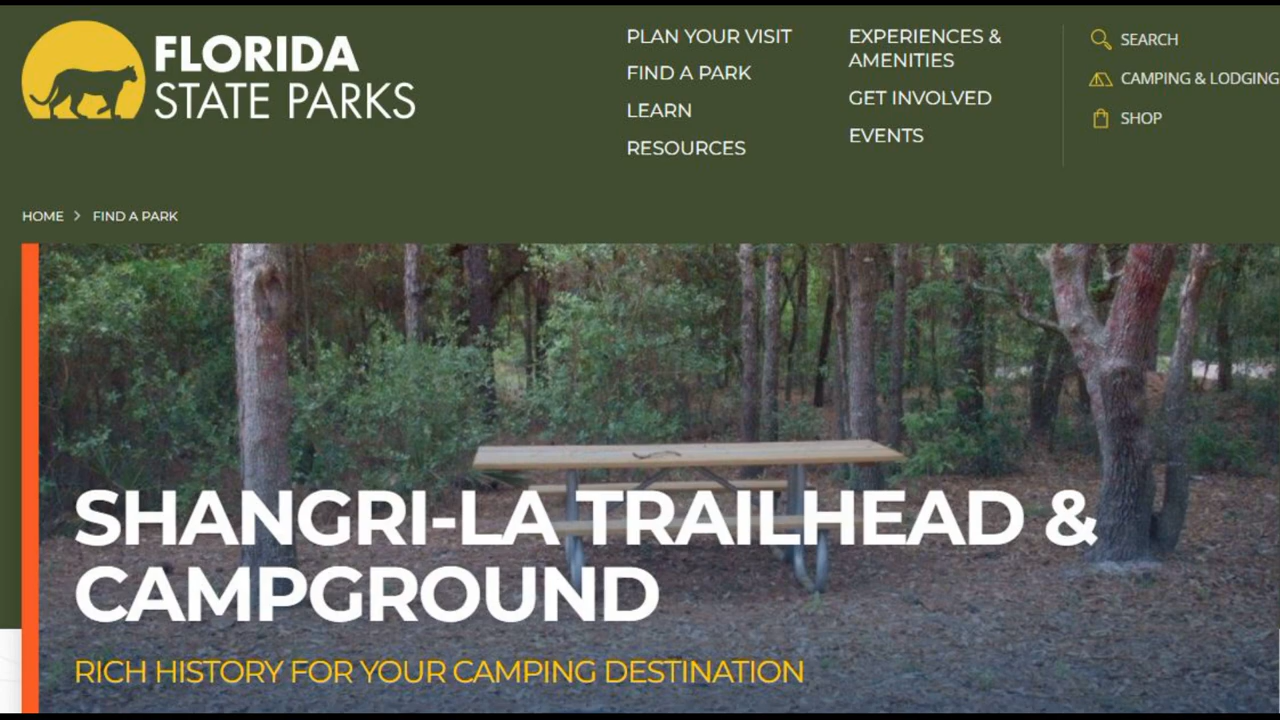 FLORIDA
STATE PARKS
PLAN YOUR VISIT
FIND A PARK
LEARN
RESOURCES
EXPERIENCES &
AMENITIES
GET INVOLVED
EVENTS
SEARCH
CAMPING & LODGING
SHOP
HOME > FIND A PARK
SHANGRI-LA TRAILHEAD &
CAMPGROUND
RICH HISTORY FOR YOUR CAMPING DESTINATION